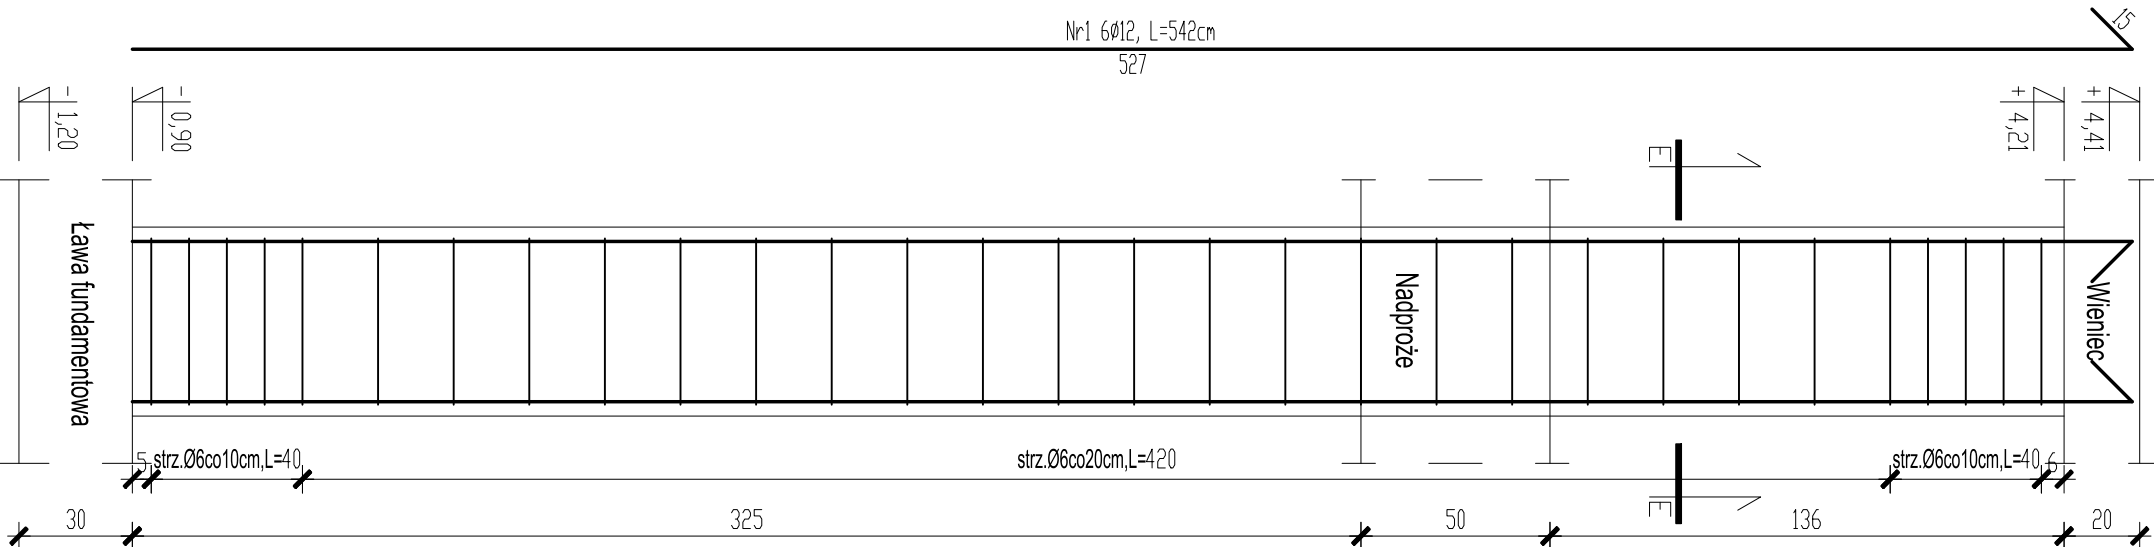 Nr1 6Ø12, L=542cm
527
15
- 1,20
- 0,90
+ 4,21
+ 4,41
E
Ława fundamentowa
Nadproże
Wieniec
5
strz.Ø6co10cm,L=40
strz.Ø6co20cm,L=420
strz.Ø6co10cm,L=40
6
E
30
325
50
136
20